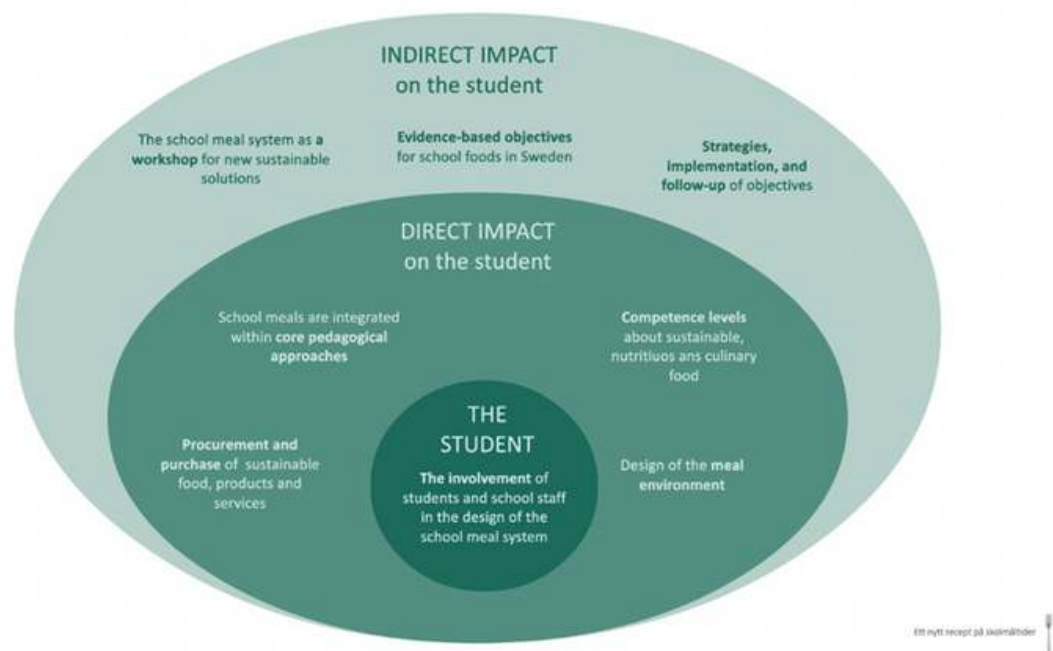 INDIRECT IMPACT
on the student
The school meal system as a
workshop for new sustainable
solutions
Evidence-based objectives
for school foods in Sweden
Strategies,
implementation, and
follow-up of objectives
DIRECT IMPACT
on the student
School meals are integrated
within core pedagogical
approaches
Competence levels
about sustainable,
nutritiuos ans culinary
food
Procurement and
purchase of sustainable
food, products and
services
THE
STUDENT
The involvement of
students and school staff
in the design of the
school meal system
Design of the meal
environment
Ett nytt recept på skolmåltider